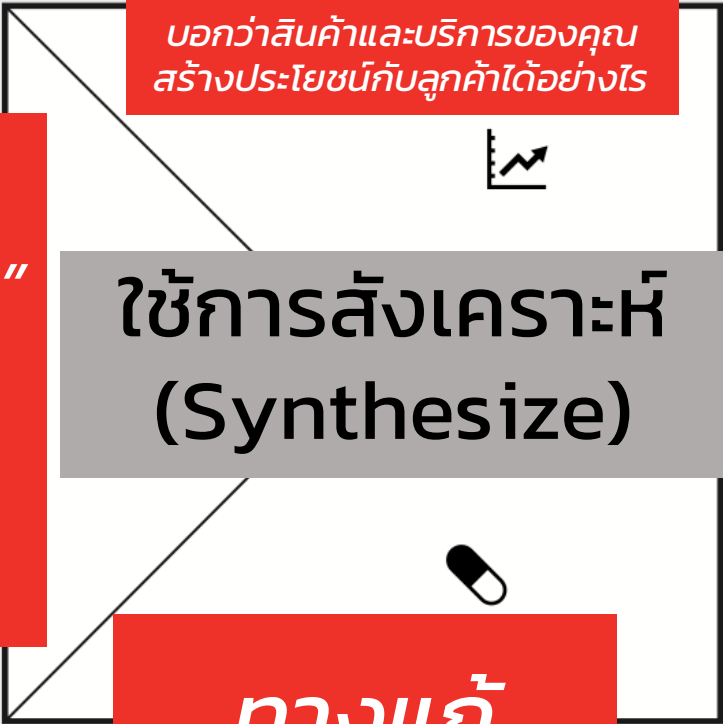 บอกว่าสินค้าและบริการของคุณ
สร้างประโยชน์กับลูกค้าได้อย่างไร
”
ใช้การสังเคราะห์
(Synthesize)
ทางแก้